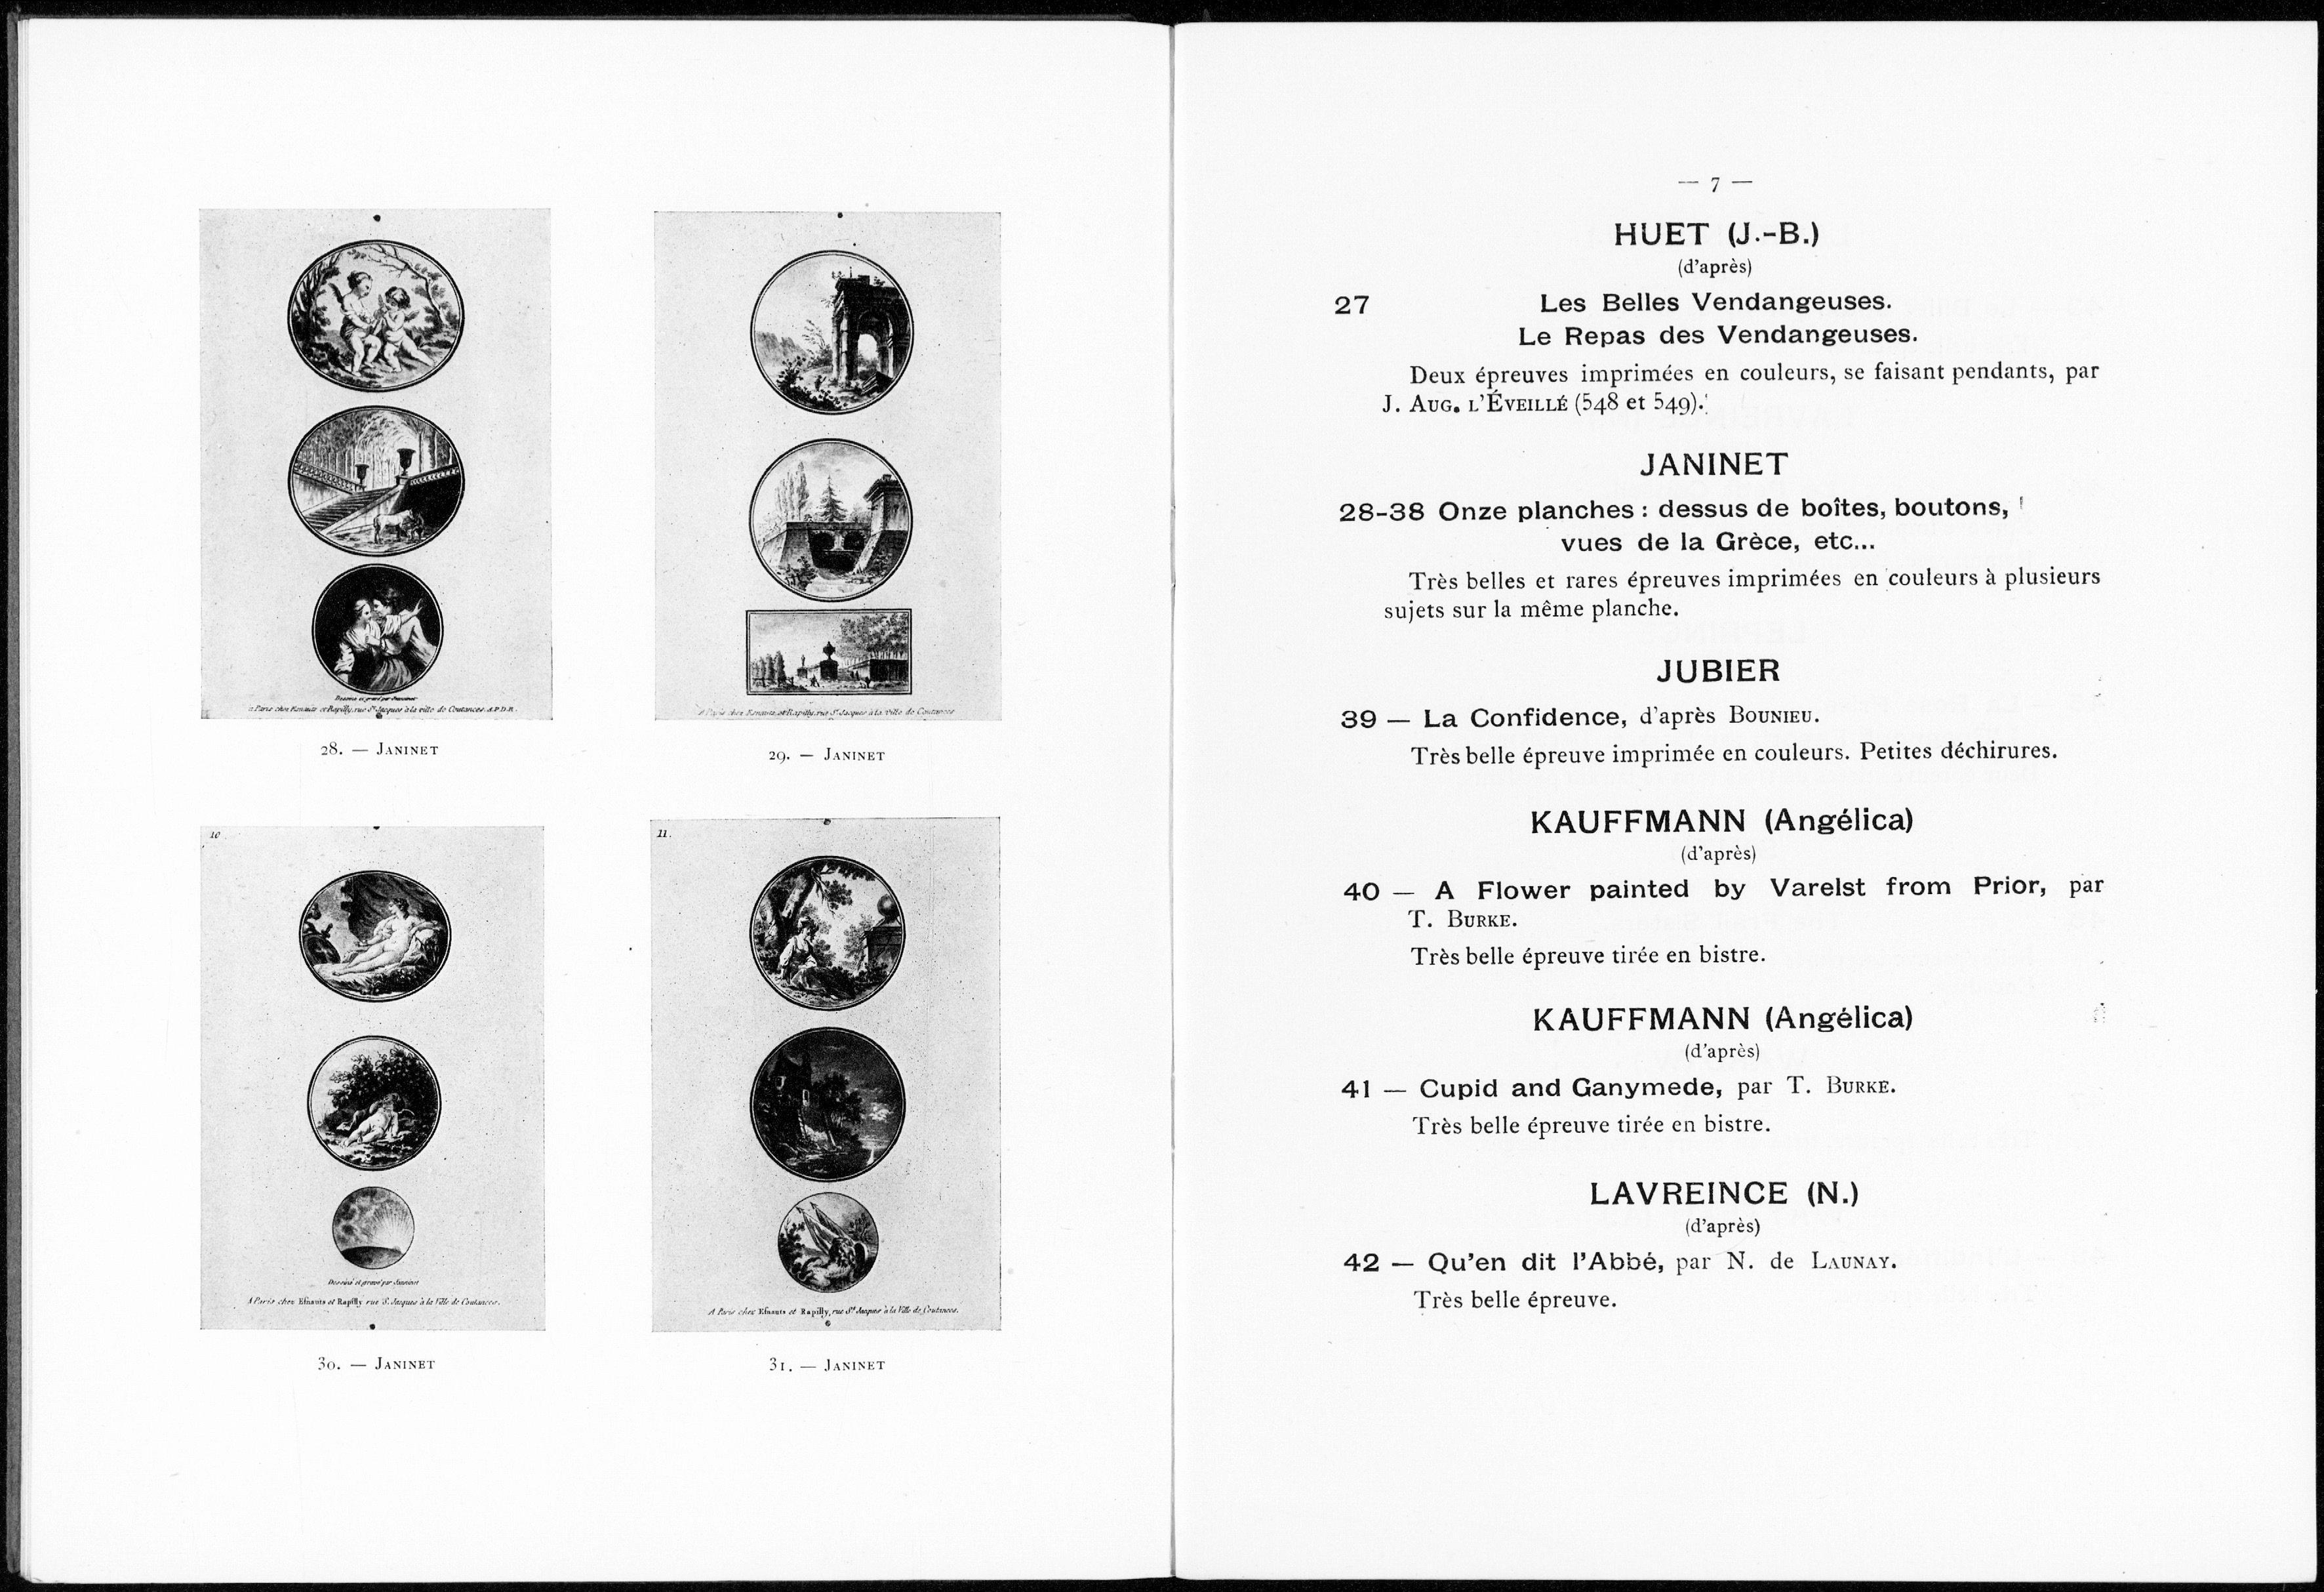 Dessiné et gravé par Janninet
à Paris chez Esnauts et Rapilly, rue St Jacques à la ville de Coutances. A.P.D.R.
28. — JANINET
à Paris chez Esnauts et Rapilly, rue St Jacques à la Ville de Coutances
29. — JANINET
10
Dessiné et gravé par Janinet
A Paris chez Esnauts et Rapilly rue S. Jacques à la Ville de Coutances.
30. — JANINET
11.
A Paris chez Esnauts et Rapilly, rue St Jacques à la Ville de Coutances.
31. — JANINET
— 7 —
HUET (J.-B.)
(d'après)
27 Les Belles Vendangeuses.
Le Repas des Vendangeuses.
Deux épreuves imprimées en couleurs, se faisant pendants, par
J. AUG. L'ÉVEILLÉ (548 et 549).
JANINET
28-38 Onze planches : dessus de boîtes, boutons,
vues de la Grèce, etc...
Très belles et rares épreuves imprimées en couleurs à plusieurs
sujets sur la même planche.
JUBIER
39 — La Confidence, d'après BOUNIEU.
Très belle épreuve imprimée en couleurs. Petites déchirures.
KAUFFMANN (Angélica)
(d'après)
40 — A Flower painted by Varelst from Prior, par
T. BURKE.
Très belle épreuve tirée en bistre.
KAUFFMANN (Angélica)
(d'après)
41 — Cupid and Ganymede, par T. BURKE.
Très belle épreuve tirée en bistre.
LAVREINCE (N.)
(d'après)
42 — Qu'en dit l'Abbé, par N. de LAUNAY.
Très belle épreuve.